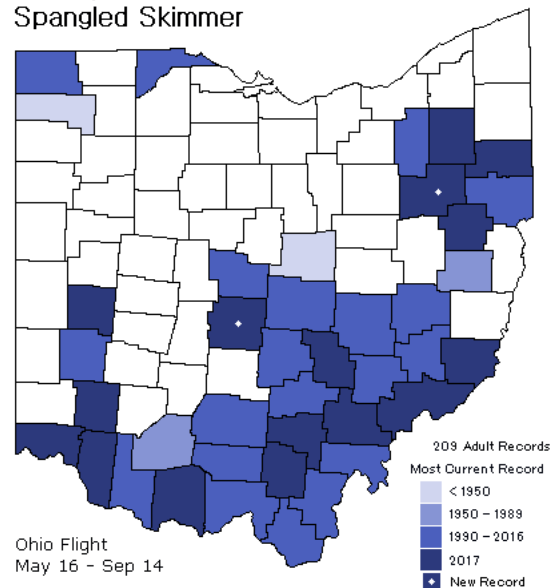 Spangled Skimmer
209 Adult Records
Most Current Record
< 1950
1950 - 1989
1990 - 2016
2017
New Record
Ohio Flight
May 16 - Sep 14